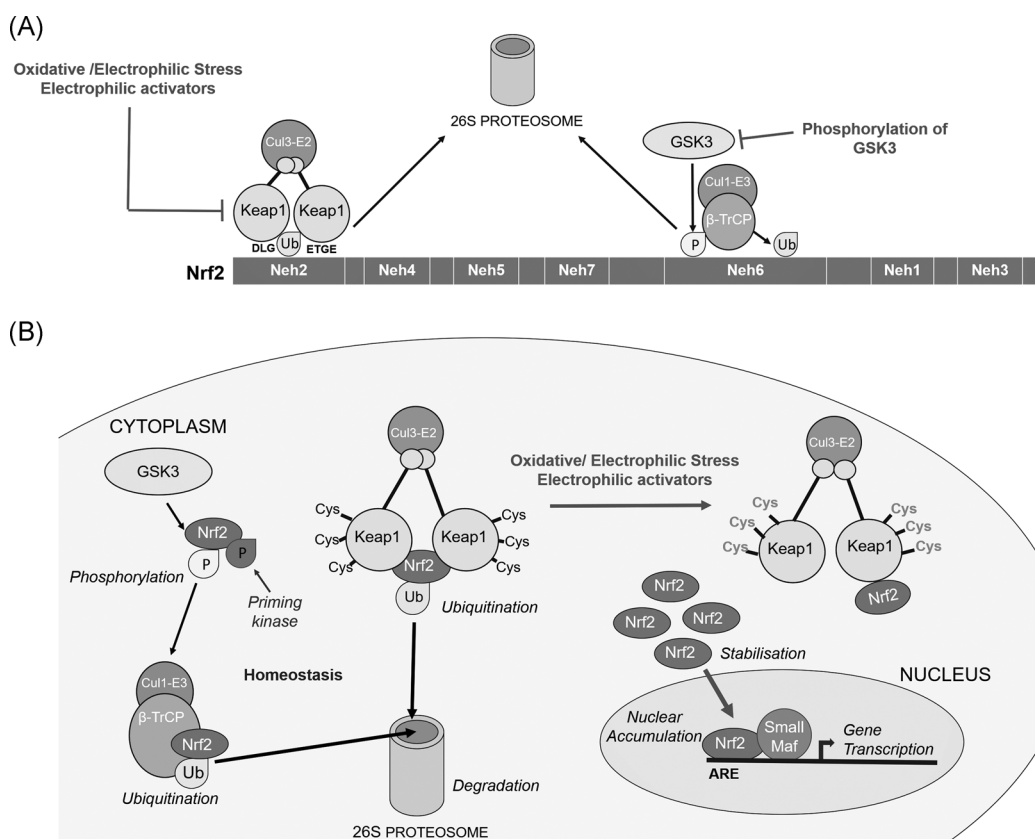 (A)
Oxidative /Electrophilic Stress
Electrophilic activators
26S PROTEOSOME
Phosphorylation of
GSK3
GSK3
Cul3-E2
Cul1-E3
Keap1
Keap1
β-TrCP
DLG
Ub
ETGE
P
Ub
Nrf2
Neh2
Neh4
Neh5
Neh7
Neh6
Neh1
Neh3
(B)
CYTOPLASM
GSK3
Nrf2
P
P
Phosphorylation
Priming
kinase
Cul1-E3
β-TrCP
Nrf2
Ub
Ubiquitination
Homeostasis
Cul3-E2
Cys
Cys
Cys
Keap1
Keap1
Cys
Cys
Cys
Nrf2
Ub
Ubiquitination
Degradation
26S PROTEOSOME
Oxidative/ Electrophilic Stress
Electrophilic activators
Cul3-E2
Cys
Cys
Cys
Keap1
Keap1
Cys
Cys
Cys
Nrf2
Nrf2
Nrf2
Nrf2
Nrf2
Stabilisation
NUCLEUS
Nuclear
Accumulation
Nrf2
Small
Maf
Gene
Transcription
ARE